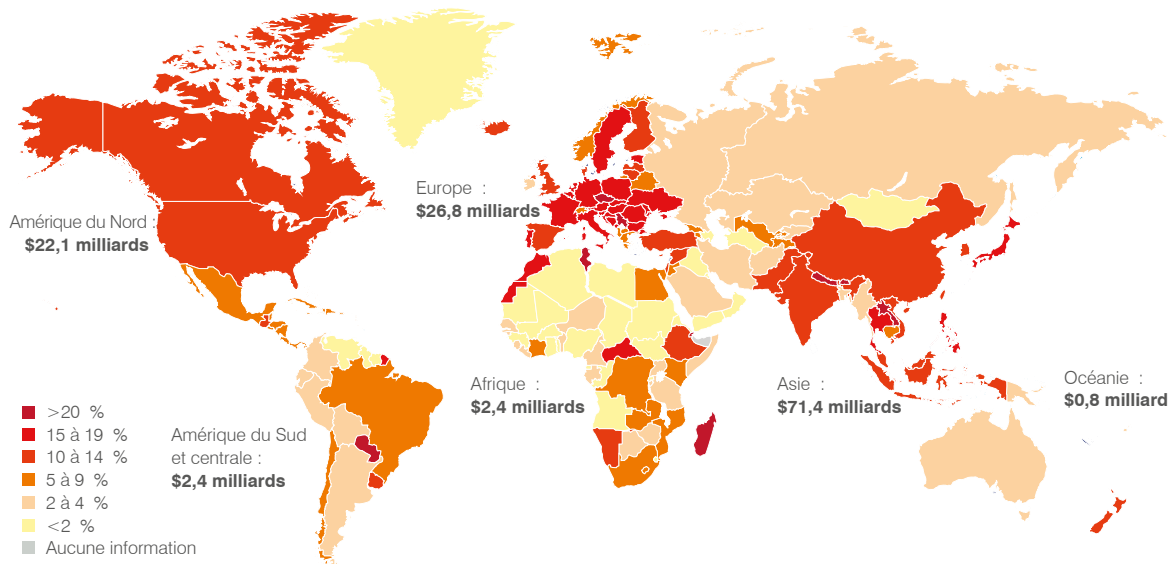 Europe :
$26,8 milliards
Amérique du Nord :
$22,1 milliards
Afrique :
$2,4 milliards
Asie :
$71,4 milliards
Océanie :
$0,8 milliard
Amérique du Sud
et centrale :
$2,4 milliards
>20 %
15 à 19 %
10 à 14 %
5 à 9 %
2 à 4 %
<2 %
Aucune information